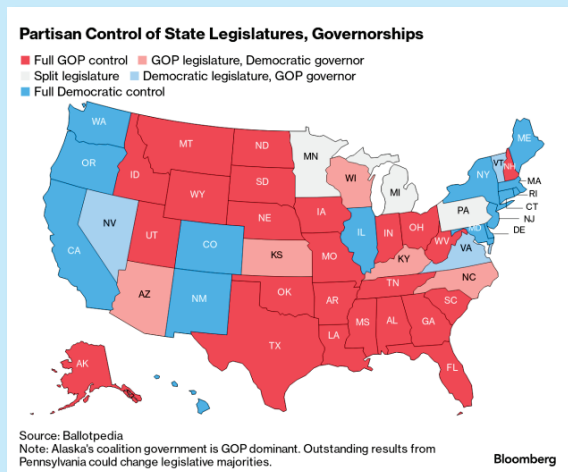 Partisan Control of State Legislatures, Governorships
Full GOP control GOP legislature, Democratic governor
Split legislature Democratic legislature, GOP governor
Full Democratic control
WA
MT
ND
MN
ME
OR
ID
SD
WI
MI
VT
NH
NY
MA
RI
CT
NJ
DE
WY
NE
IA
PA
NV
UT
CO
IL
IN
OH
WV
MD
VA
CA
KS
MO
KY
NC
AZ
NM
OK
AR
TN
SC
TX
LA
MS
AL
GA
FL
AK
Source: Ballotpedia
Note: Alaska's coalition government is GOP dominant. Outstanding results from
Pennsylvania could change legislative majorities.
Bloomberg